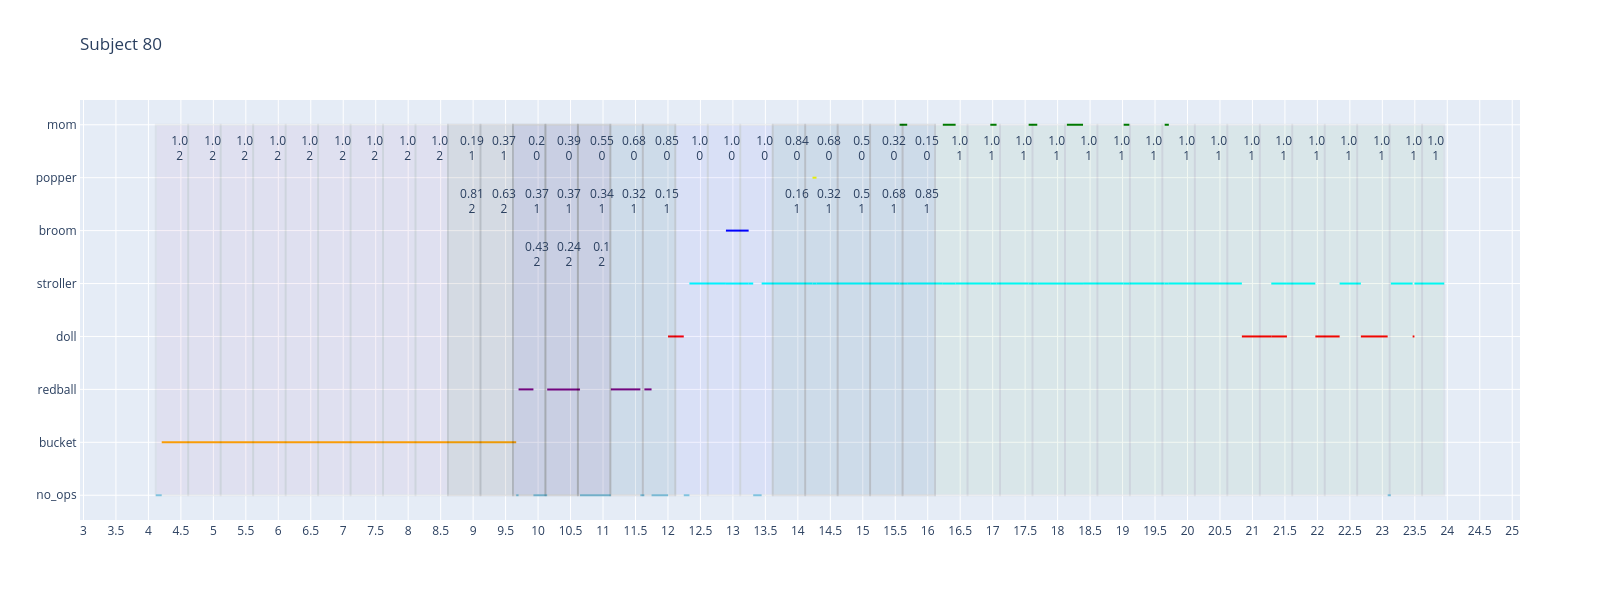 Subject 80
mom
1.0 1.0 1.0 1.0 1.0 1.0 1.0 1.0 1.0 0.19 0.37 0.2 0.39 0.55 0.68 0.85 1.0 1.0 1.0 0.84 0.68 0.5 0.32 0.15 1.0 1.0 1.0 1.0 1.0 1.0 1.0 1.0 1.0 1.0 1.0 1.0 1.0 1.0 1.0 1.0
2 2 2 2 2 2 2 2 2 1 1 0 0 0 0 0 0 0 0 0 0 0 0 0 1 1 1 1 1 1 1 1 1 1 1 1 1 1 1 1
popper
0.81 0.63 0.37 0.37 0.34 0.32 0.15 0.16 0.32 0.5 0.68 0.85
2 2 1 1 1 1 1 1 1 1 1 1
broom
0.43 0.24 0.1
2 2 2
stroller
doll
redball
bucket
no_ops
3 3.5 4 4.5 5 5.5 6 6.5 7 7.5 8 8.5 9 9.5 10 10.5 11 11.5 12 12.5 13 13.5 14 14.5 15 15.5 16 16.5 17 17.5 18 18.5 19 19.5 20 20.5 21 21.5 22 22.5 23 23.5 24 24.5 25